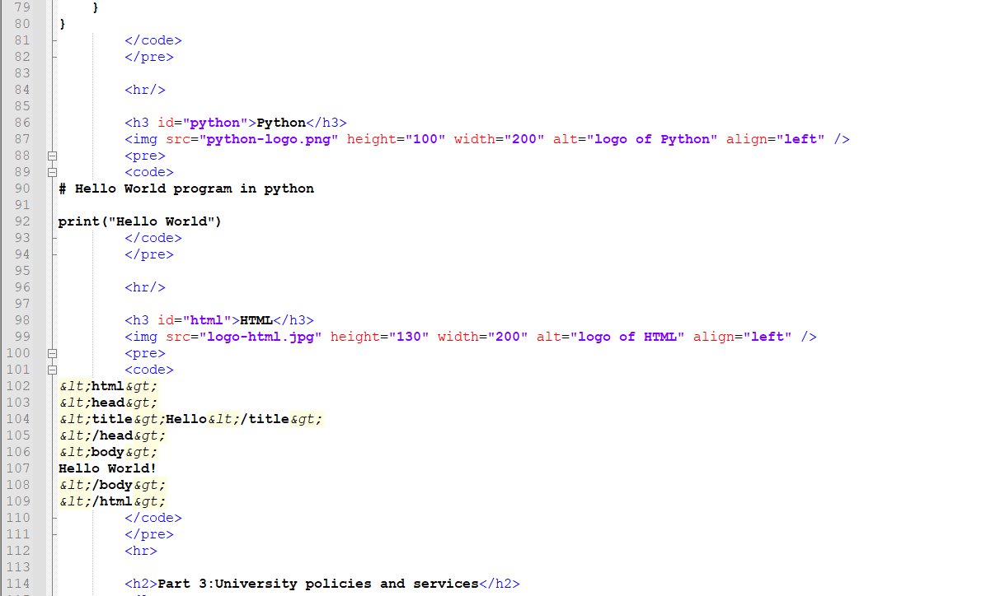 79     }
80 }
81         </code>
82         </pre>
83
84         <hr/>
85
86         <h3 id="python">Python</h3>
87         <img src="python-logo.png" height="100" width="200" alt="logo of Python" align="left" />
88         <pre>
89         <code>
90 # Hello World program in python
91
92 print("Hello World")
93         </code>
94         </pre>
95
96         <hr/>
97
98         <h3 id="html">HTML</h3>
99         <img src="logo-html.jpg" height="130" width="200" alt="logo of HTML" align="left" />
100         <pre>
101         <code>
102 &lt;html&gt;
103 &lt;head&gt;
104 &lt;title&gt;Hello&lt;/title&gt;
105 &lt;/head&gt;
106 &lt;body&gt;
107 Hello World!
108 &lt;/body&gt;
109 &lt;/html&gt;
110         </code>
111         </pre>
112         <hr>
113
114         <h2>Part 3:University policies and services</h2>